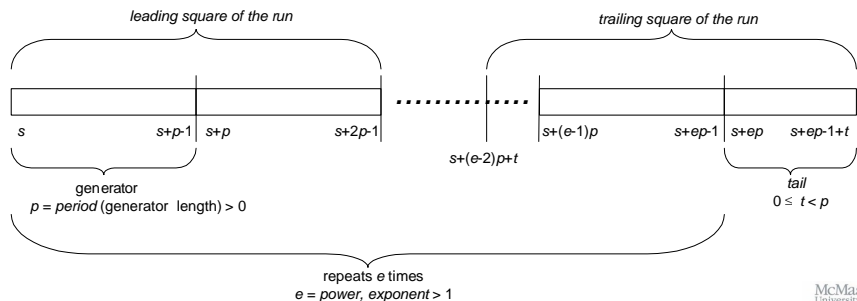 leading square of the run
trailing square of the run
s s+p-1 s+p s+2p-1 s+(e-1)p s+ep-1 s+ep s+ep-1+t
s+(e-2)p+t
generator
p = period (generator length) > 0
tail
0 ≤ t < p
repeats e times
e = power, exponent > 1